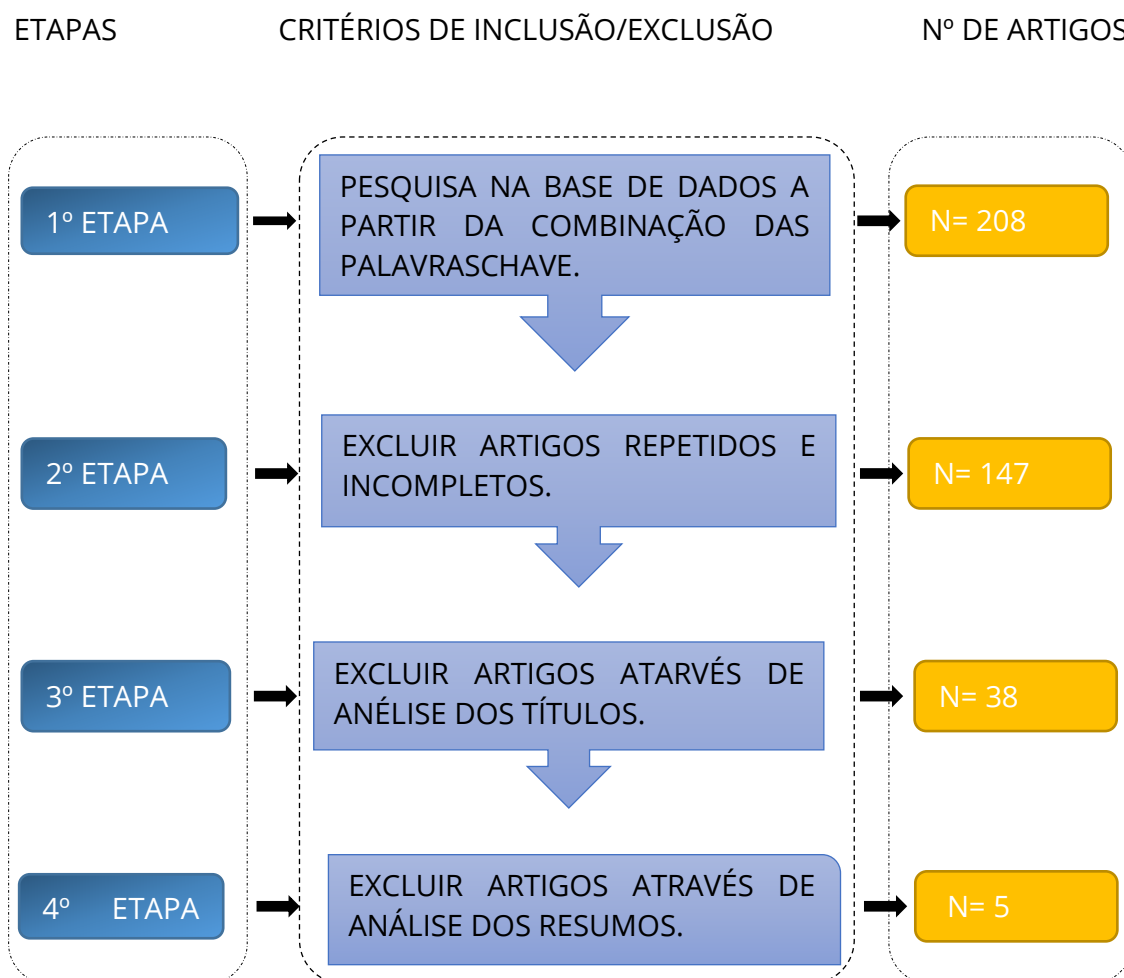 ETAPAS CRITÉRIOS DE INCLUSÃO/EXCLUSÃO Nº DE ARTIGOS
1º ETAPA
PESQUISA NA BASE DE DADOS A
PARTIR DA COMBINAÇÃO DAS
PALAVRASCHAVE.
N= 208
2º ETAPA
EXCLUIR ARTIGOS REPETIDOS E
INCOMPLETOS.
N= 147
3º ETAPA
EXCLUIR ARTIGOS ATARVÉS DE
ANÉLISE DOS TÍTULOS.
N= 38
4º ETAPA
EXCLUIR ARTIGOS ATRAVÉS DE
ANÁLISE DOS RESUMOS.
N= 5